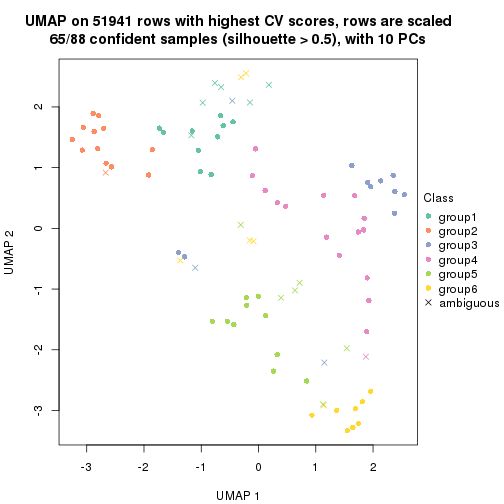 UMAP on 51941 rows with highest CV scores, rows are scaled
65/88 confident samples (silhouette > 0.5), with 10 PCs
2
1
0
-1
-2
-3
UMAP 2
-3
-2
-1
0
1
2
UMAP 1
Class
group1
group2
group3
group4
group5
group6
ambiguous